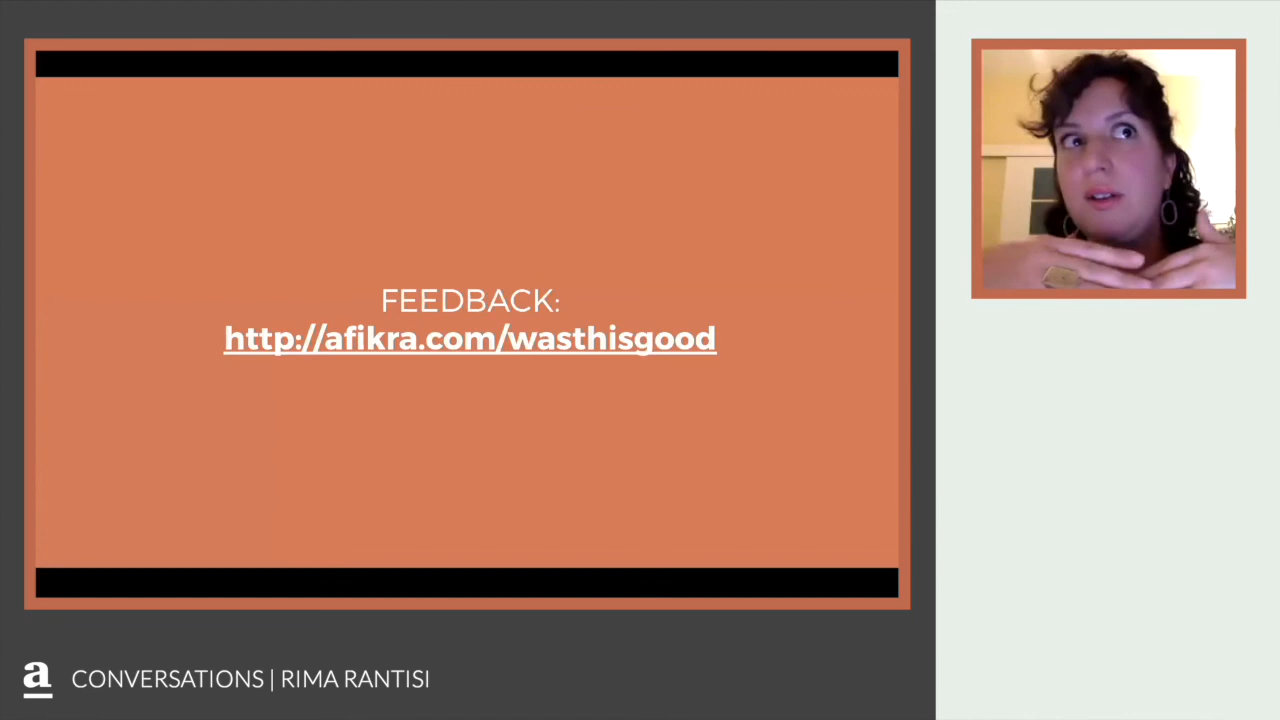 FEEDBACK:
http://afikra.com/wasthisgood
a CONVERSATIONS | RIMA RANTISI